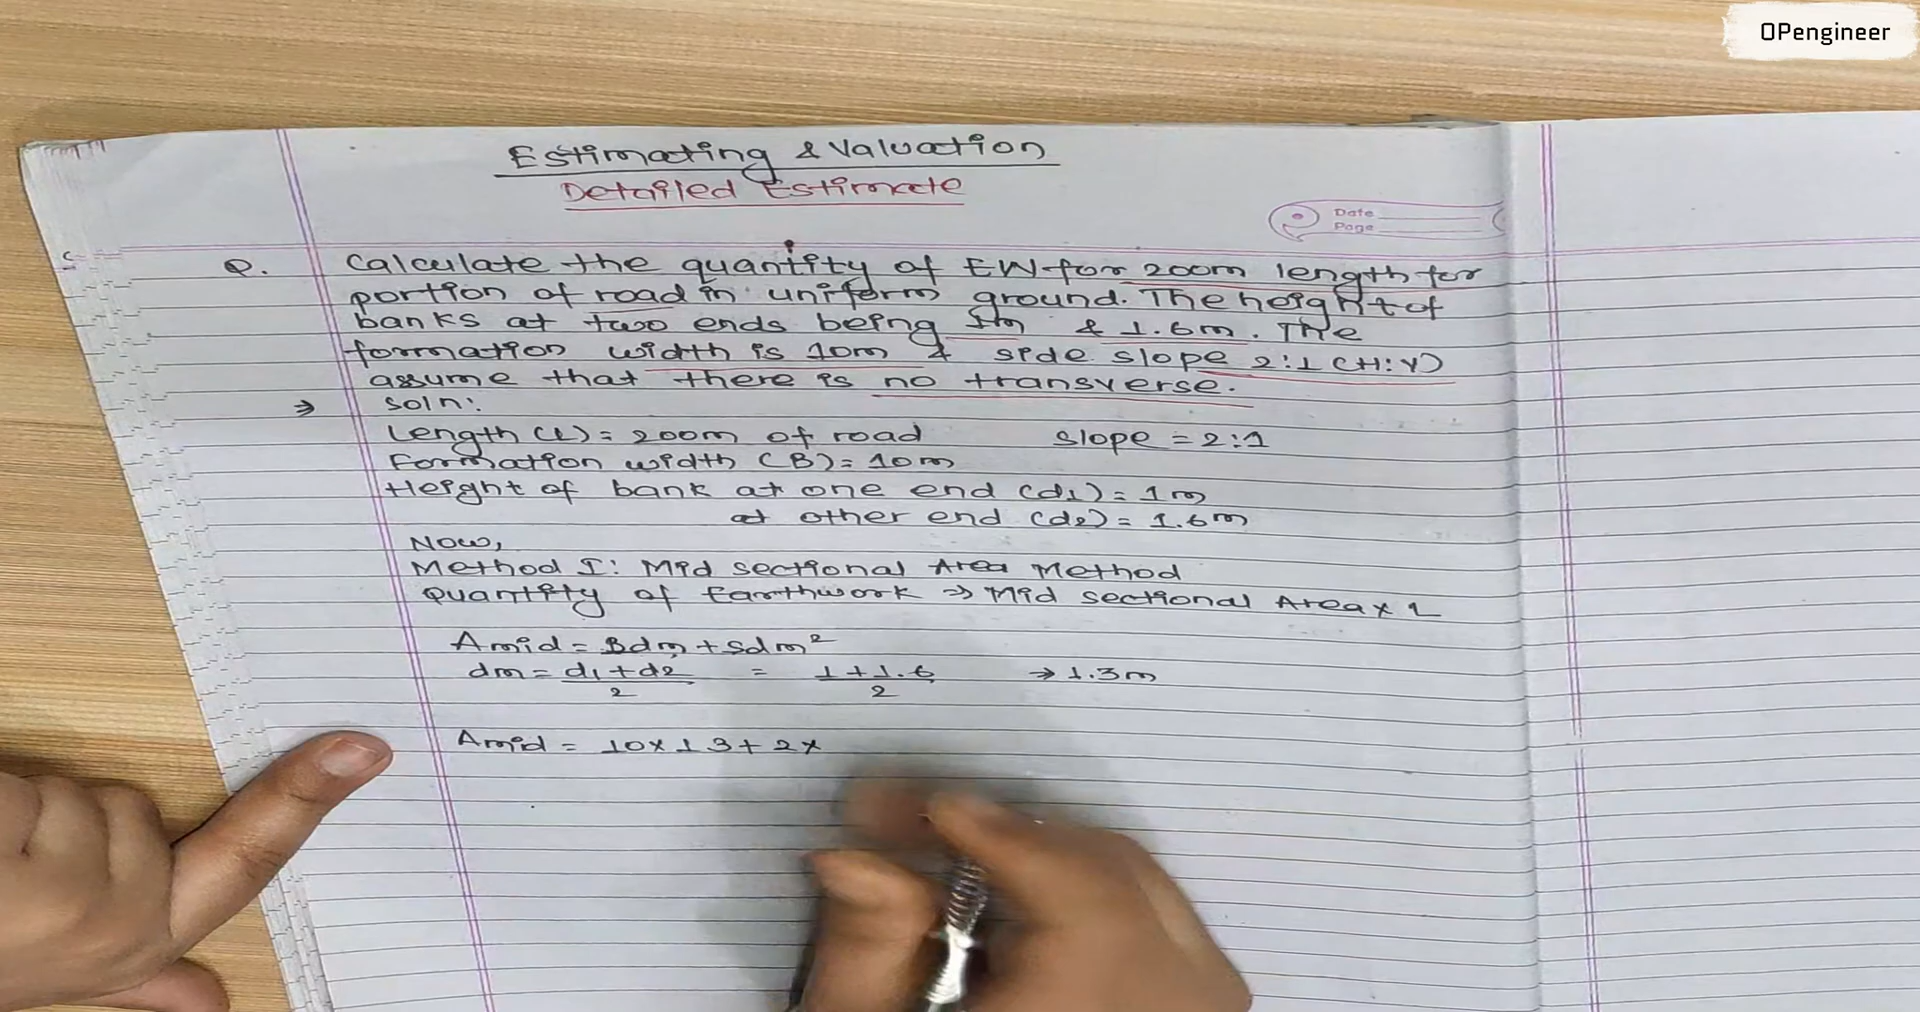 OPengineer
Estimating & Valuation
Detailed Estimate
Date
Page
Q. Calculate the quantity of EW for 200m length for
portion of road in uniform ground. The height of
banks at two ends being 1m & 1.6m. The
formation width is 10m & side slope 2:1 (H:V)
assume that there is no transverse.
⇒ Soln:
Length (L) = 200m of road slope = 2:1
Formation width (B) = 10m
Height of bank at one end (d1) = 1m
at other end (d2) = 1.6m
Now,
Method I: Mid sectional Area Method
Quantity of Earthwork ⇒ Mid sectional Area x L
Amid = Bdm + Sdm²
dm = d1 + d2 / 2 = 1 + 1.6 / 2 → 1.3m
Amid = 10 x 1.3 + 2 x